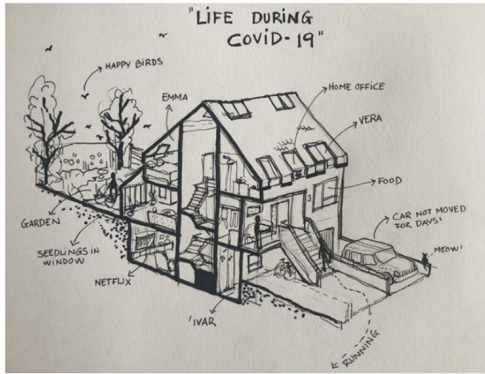 "LIFE DURING
COVID-19"
HAPPY BIRDS
EMMA
HOME OFFICE
VERA
FOOD
CAR NOT MOVED
FOR DAYS!
MEOW!
GARDEN
SEEDLINGS IN
WINDOW
NETFLIX
'IVAR
RUNNING
3